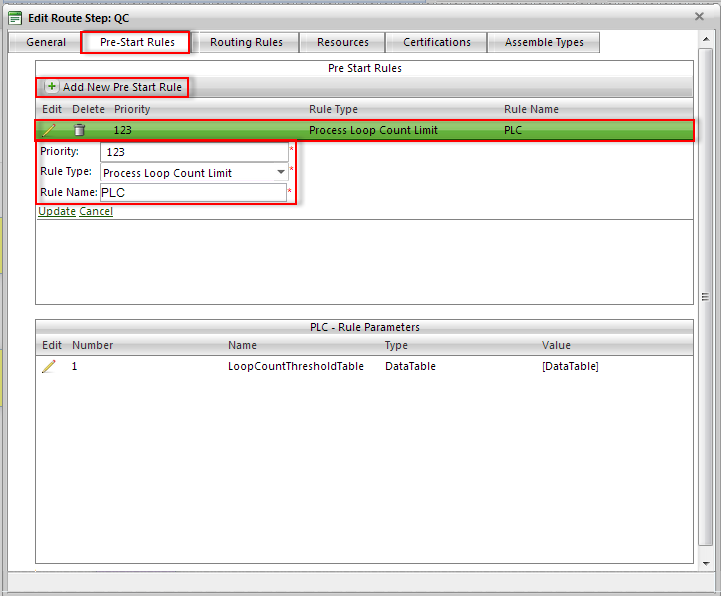 Edit Route Step: QC
General Pre-Start Rules Routing Rules Resources Certifications Assemble Types
Pre Start Rules
Add New Pre Start Rule
Edit Delete Priority Rule Type Rule Name
123 Process Loop Count Limit PLC
Priority: 123 *
Rule Type: Process Loop Count Limit *
Rule Name: PLC *
Update Cancel
PLC - Rule Parameters
Edit Number Name Type Value
1 LoopCountThresholdTable DataTable [DataTable]